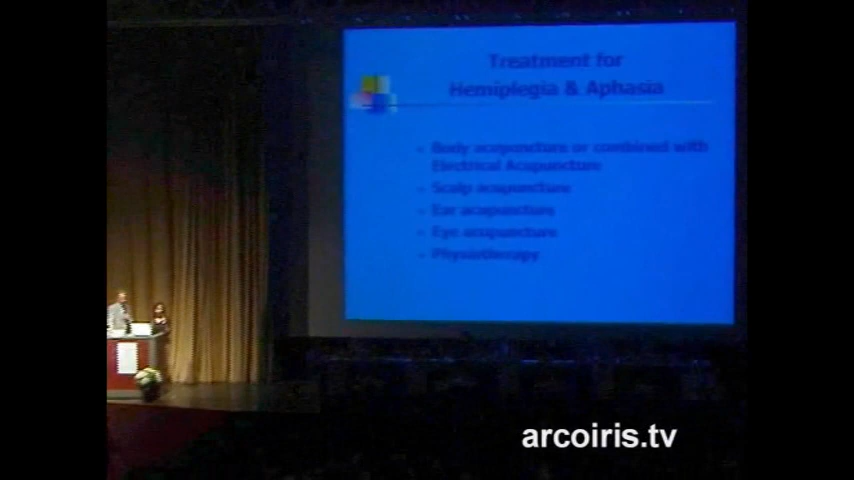 Treatment for
Hemiplegia & Aphasia
Body acupuncture or combined with
Electrical Acupuncture
Scalp acupuncture
Ear acupuncture
Eye acupuncture
Physiotherapy
arcoiris.tv